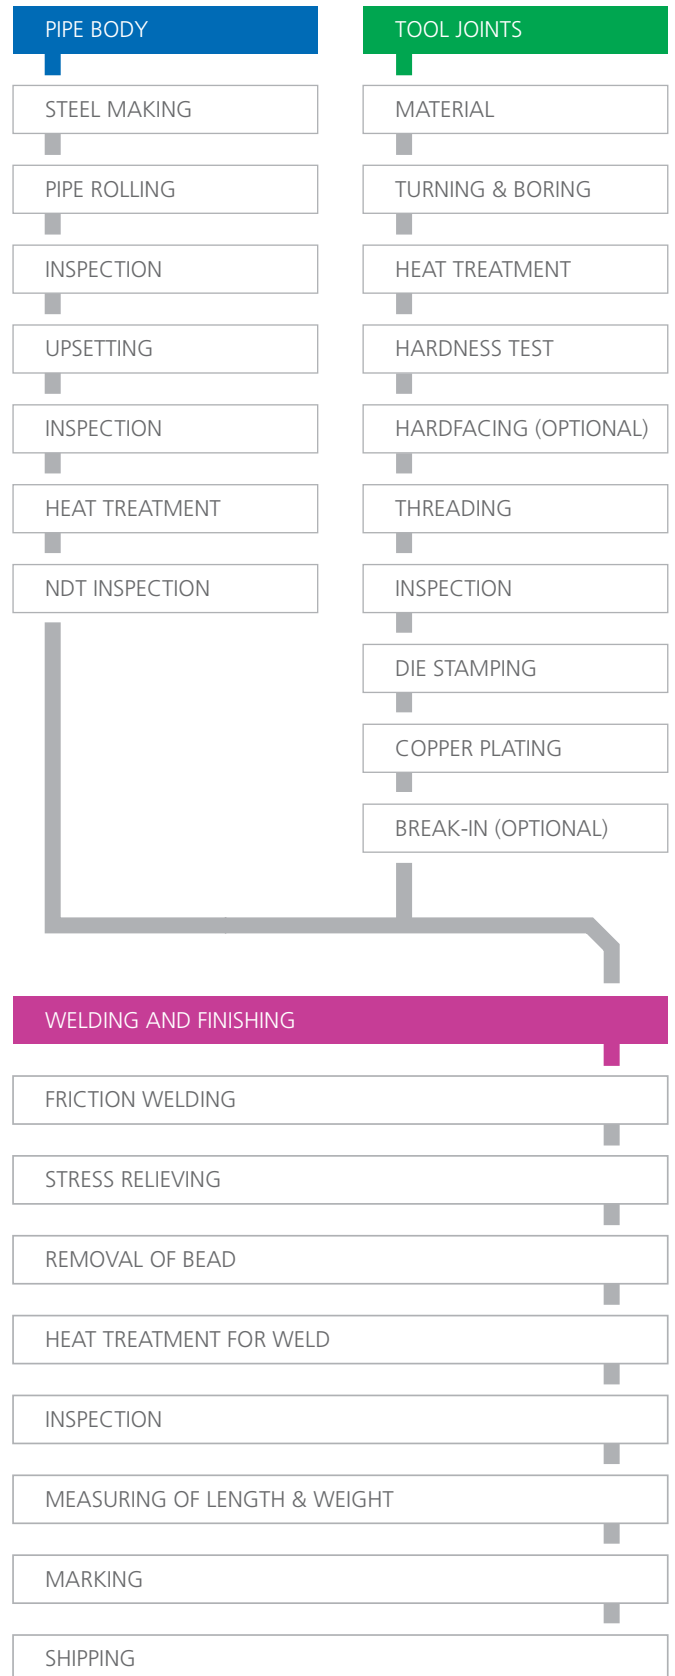 PIPE BODY
STEEL MAKING
PIPE ROLLING
INSPECTION
UPSETTING
INSPECTION
HEAT TREATMENT
NDT INSPECTION
TOOL JOINTS
MATERIAL
TURNING & BORING
HEAT TREATMENT
HARDNESS TEST
HARDFACING (OPTIONAL)
THREADING
INSPECTION
DIE STAMPING
COPPER PLATING
BREAK-IN (OPTIONAL)
WELDING AND FINISHING
FRICTION WELDING
STRESS RELIEVING
REMOVAL OF BEAD
HEAT TREATMENT FOR WELD
INSPECTION
MEASURING OF LENGTH & WEIGHT
MARKING
SHIPPING